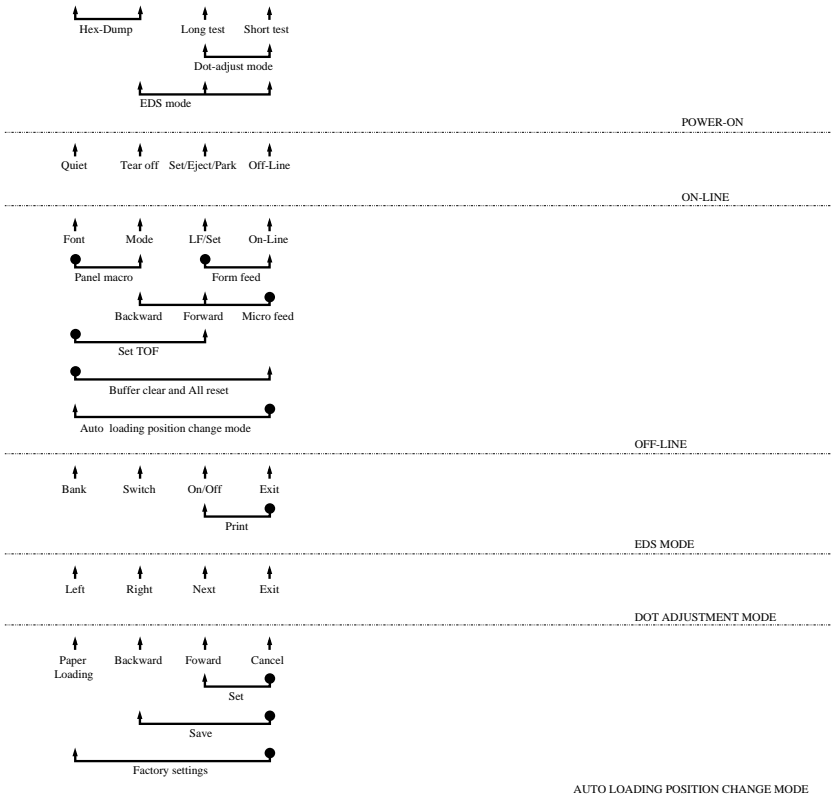 Hex-Dump Long test Short test
Dot-adjust mode
EDS mode
POWER-ON
Quiet Tear off Set/Eject/Park Off-Line
ON-LINE
Font Mode LF/Set On-Line
Panel macro Form feed
Backward Forward Micro feed
Set TOF
Buffer clear and All reset
Auto loading position change mode
OFF-LINE
Bank Switch On/Off Exit
Print
EDS MODE
Left Right Next Exit
DOT ADJUSTMENT MODE
Paper Backward Foward Cancel
Loading
Set
Save
Factory settings
AUTO LOADING POSITION CHANGE MODE